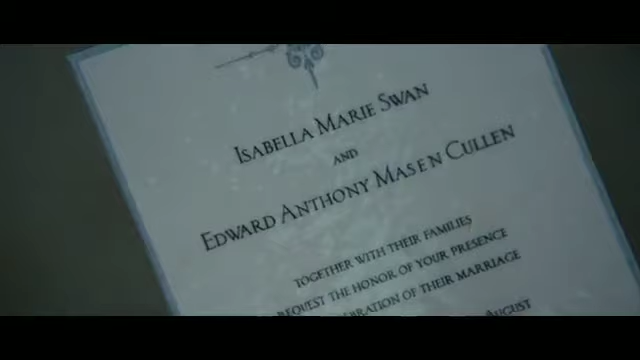 ISABELLA MARIE SWAN
AND
EDWARD ANTHONY MASEN CULLEN
TOGETHER WITH THEIR FAMILIES
REQUEST THE HONOR OF YOUR PRESENCE
OF THEIR MARRIAGE
AUGUST